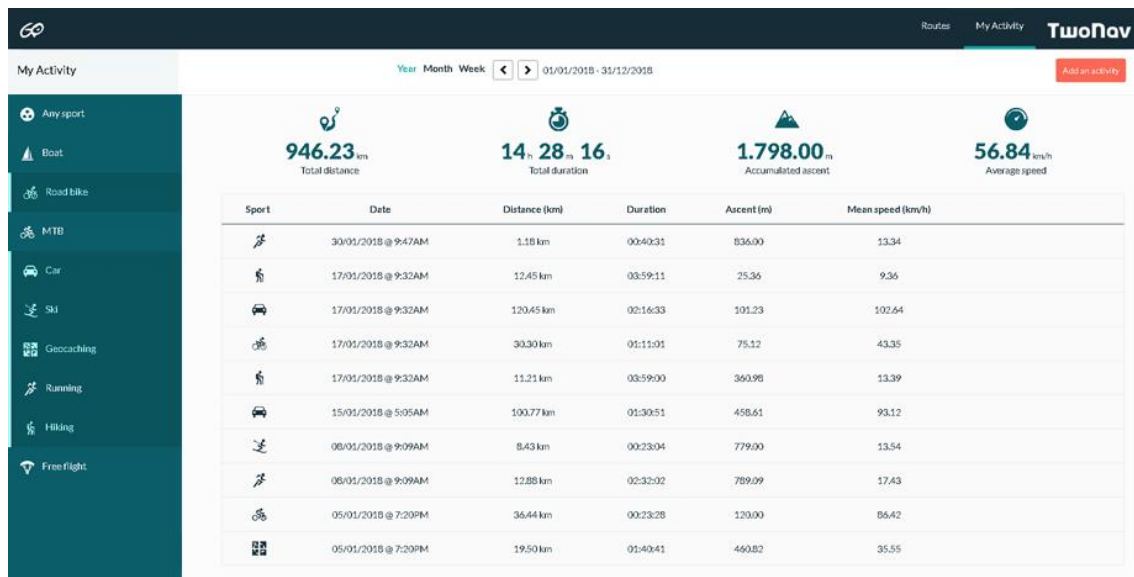 GO
Routes My Activity TwoNav
My Activity
Year Month Week 01/01/2018 - 31/12/2018
Add an activity
Any sport
Boat
Road bike
MTB
Car
Ski
Geocaching
Running
Hiking
Free flight
946.23 km
Total distance
14 h 28 m 16 s
Total duration
1.798.00 m
Accumulated ascent
56.84 km/h
Average speed
Sport Date Distance (km) Duration Ascent (m) Mean speed (km/h)
30/01/2018 @ 9:47AM 1.18 km 00:40:31 836.00 13.34
17/01/2018 @ 9:32AM 12.45 km 03:59:11 25.36 9.36
17/01/2018 @ 9:32AM 120.45 km 02:16:33 101.23 102.64
17/01/2018 @ 9:32AM 30.30 km 01:11:01 75.12 43.35
17/01/2018 @ 9:32AM 11.21 km 03:59:00 360.98 13.39
15/01/2018 @ 5:05AM 100.77 km 01:30:51 458.61 93.12
08/01/2018 @ 9:09AM 8.43 km 00:23:04 779.00 13.54
08/01/2018 @ 9:09AM 12.88 km 02:32:02 789.09 17.43
05/01/2018 @ 7:20PM 36.44 km 00:23:28 120.00 86.42
05/01/2018 @ 7:20PM 19.50 km 01:40:41 460.82 35.55